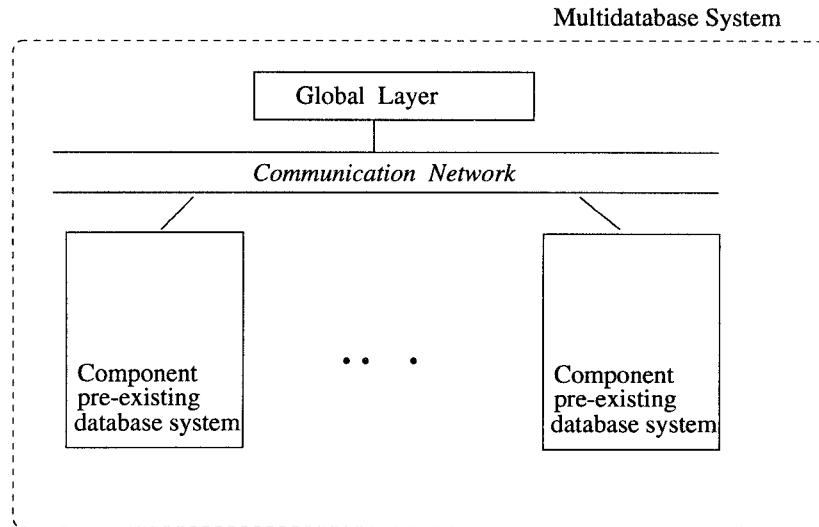 Multidatabase System
Global Layer
Communication Network
Component
pre-existing
database system
Component
pre-existing
database system